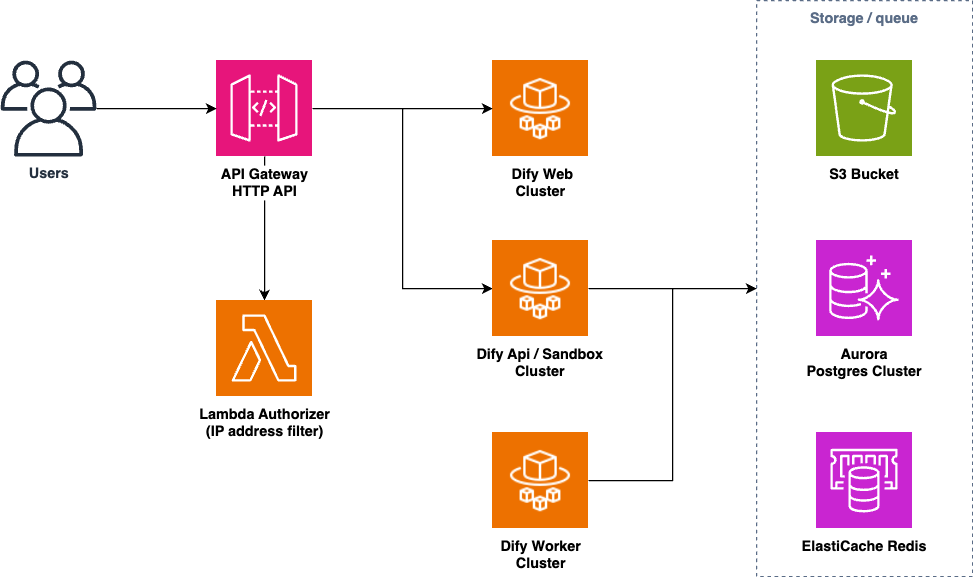 Storage / queue
Users
API Gateway
HTTP API
</>
Dify Web
Cluster
S3 Bucket
Lambda Authorizer
(IP address filter)
Dify Api / Sandbox
Cluster
Aurora
Postgres Cluster
Dify Worker
Cluster
ElastiCache Redis